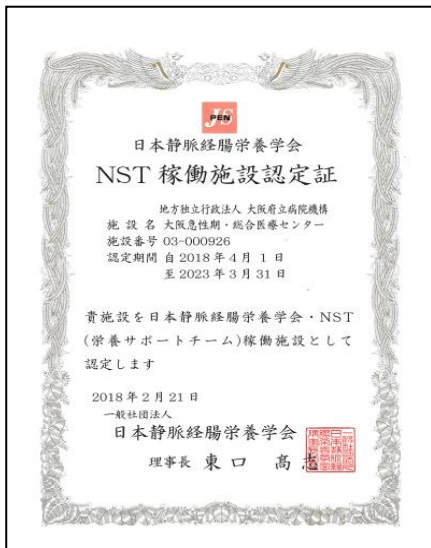 JS
PEN
日本静脈経腸栄養学会
NST 稼働施設認定証
地方独立行政法人 大阪府立病院機構
施 設 名 大阪急性期・総合医療センター
施設番号 03-000926
認定期間 自 2018 年 4 月 1 日
至 2023 年 3 月 31 日
貴施設を日本静脈経腸栄養学会・NST
(栄養サポートチーム)稼働施設として
認定します
2018 年 2 月 21 日
一般社団法人
日本静脈経腸栄養学会
理事長 東 口 高 志